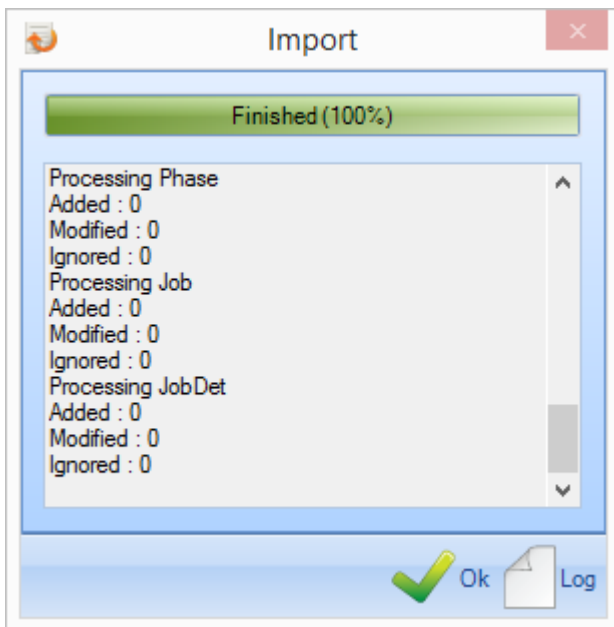 Import
Finished (100%)
Processing Phase
Added : 0
Modified : 0
Ignored : 0
Processing Job
Added : 0
Modified : 0
Ignored : 0
Processing JobDet
Added : 0
Modified : 0
Ignored : 0
Ok Log